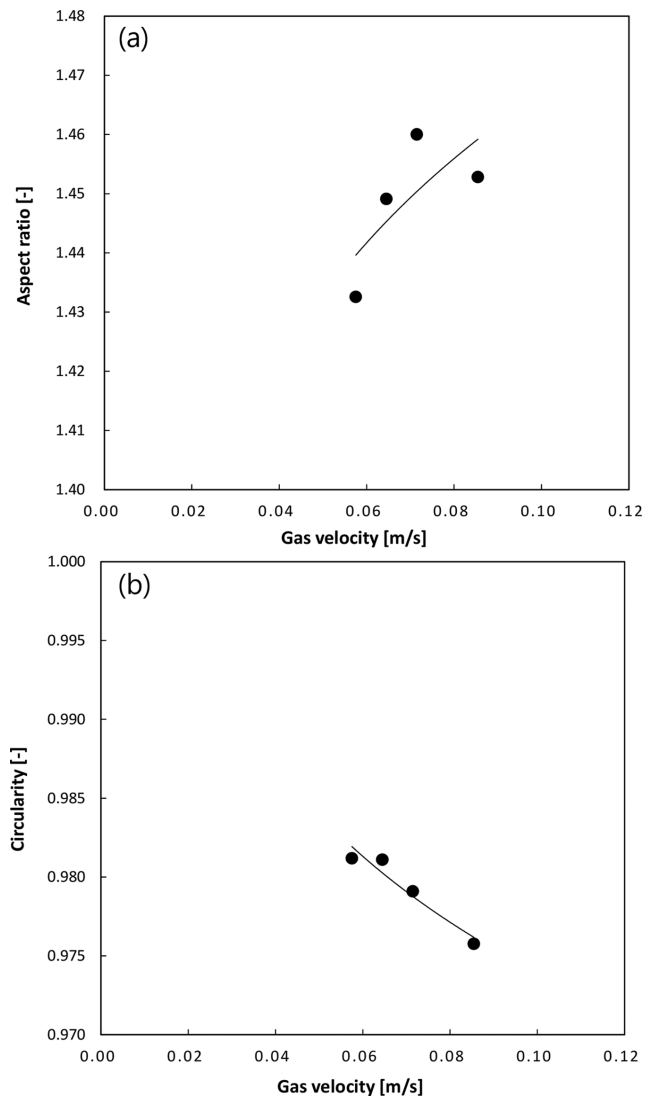 (a)
1.48
1.47
1.46
1.45
1.44
1.43
1.42
1.41
1.40
Aspect ratio [-]
0.00 0.02 0.04 0.06 0.08 0.10 0.12
Gas velocity [m/s]
(b)
1.000
0.995
0.990
0.985
0.980
0.975
0.970
Circularity [-]
0.00 0.02 0.04 0.06 0.08 0.10 0.12
Gas velocity [m/s]